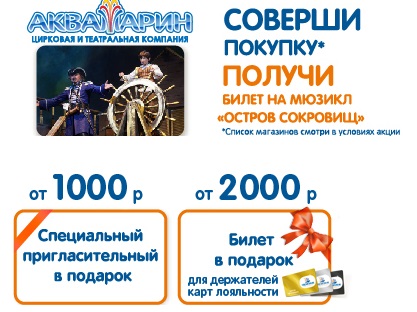 АКВАМАРИН
ЦИРКОВАЯ И ТЕАТРАЛЬНАЯ КОМПАНИЯ
СОВЕРШИ
ПОКУПКУ*
ПОЛУЧИ
БИЛЕТ НА МЮЗИКЛ
«ОСТРОВ СОКРОВИЩ»
*Список магазинов смотри в условиях акции
от 1000 р
Специальный
пригласительный
в подарок
от 2000 р
Билет
в подарок
для держателей
карт лояльности